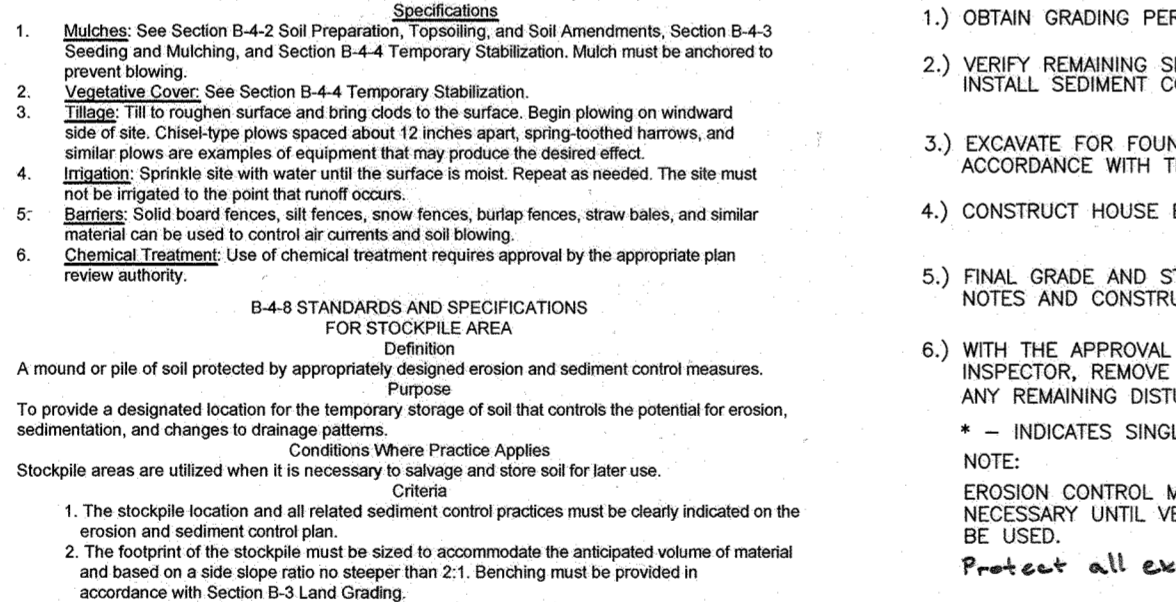 Specifications
1. Mulches: See Section B-4-2 Soil Preparation, Topsoiling, and Soil Amendments, Section B-4-3
Seeding and Mulching, and Section B-4-4 Temporary Stabilization. Mulch must be anchored to
prevent blowing.
2. Vegetative Cover: See Section B-4-4 Temporary Stabilization.
3. Tillage: Till to roughen surface and bring clods to the surface. Begin plowing on windward
side of site. Chisel-type plows spaced about 12 inches apart, spring-toothed harrows, and
similar plows are examples of equipment that may produce the desired effect.
4. Irrigation: Sprinkle site with water until the surface is moist. Repeat as needed. The site must
not be irrigated to the point that runoff occurs.
5. Barriers: Solid board fences, silt fences, snow fences, burlap fences, straw bales, and similar
material can be used to control air currents and soil blowing.
6. Chemical Treatment: Use of chemical treatment requires approval by the appropriate plan
review authority.
B-4-8 STANDARDS AND SPECIFICATIONS
FOR STOCKPILE AREA
Definition
A mound or pile of soil protected by appropriately designed erosion and sediment control measures.
Purpose
To provide a designated location for the temporary storage of soil that controls the potential for erosion,
sedimentation, and changes to drainage patterns.
Conditions Where Practice Applies
Stockpile areas are utilized when it is necessary to salvage and store soil for later use.
Criteria
1. The stockpile location and all related sediment control practices must be clearly indicated on the
erosion and sediment control plan.
2. The footprint of the stockpile must be sized to accommodate the anticipated volume of material
and based on a side slope ratio no steeper than 2:1. Benching must be provided in
accordance with Section B-3 Land Grading.
1.) OBTAIN GRADING PER
2.) VERIFY REMAINING
INSTALL SEDIMENT
3.) EXCAVATE FOR FOUN
ACCORDANCE WITH
4.) CONSTRUCT HOUSE
5.) FINAL GRADE AND ST
NOTES AND CONSTRU
6.) WITH THE APPROVAL
INSPECTOR, REMOVE
ANY REMAINING DISTU
* – INDICATES SINGL
NOTE:
EROSION CONTROL M
NECESSARY UNTIL VE
BE USED.
Protect all ex